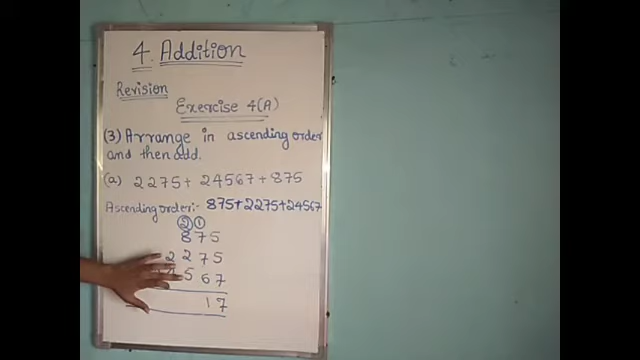 4. Addition
Revision
Exercise 4(A)
(3) Arrange in ascending order
and then add.
(a) 2275+ 24567+875
Ascending order:- 875+2275+24567
2 1
875
2275
4567
17